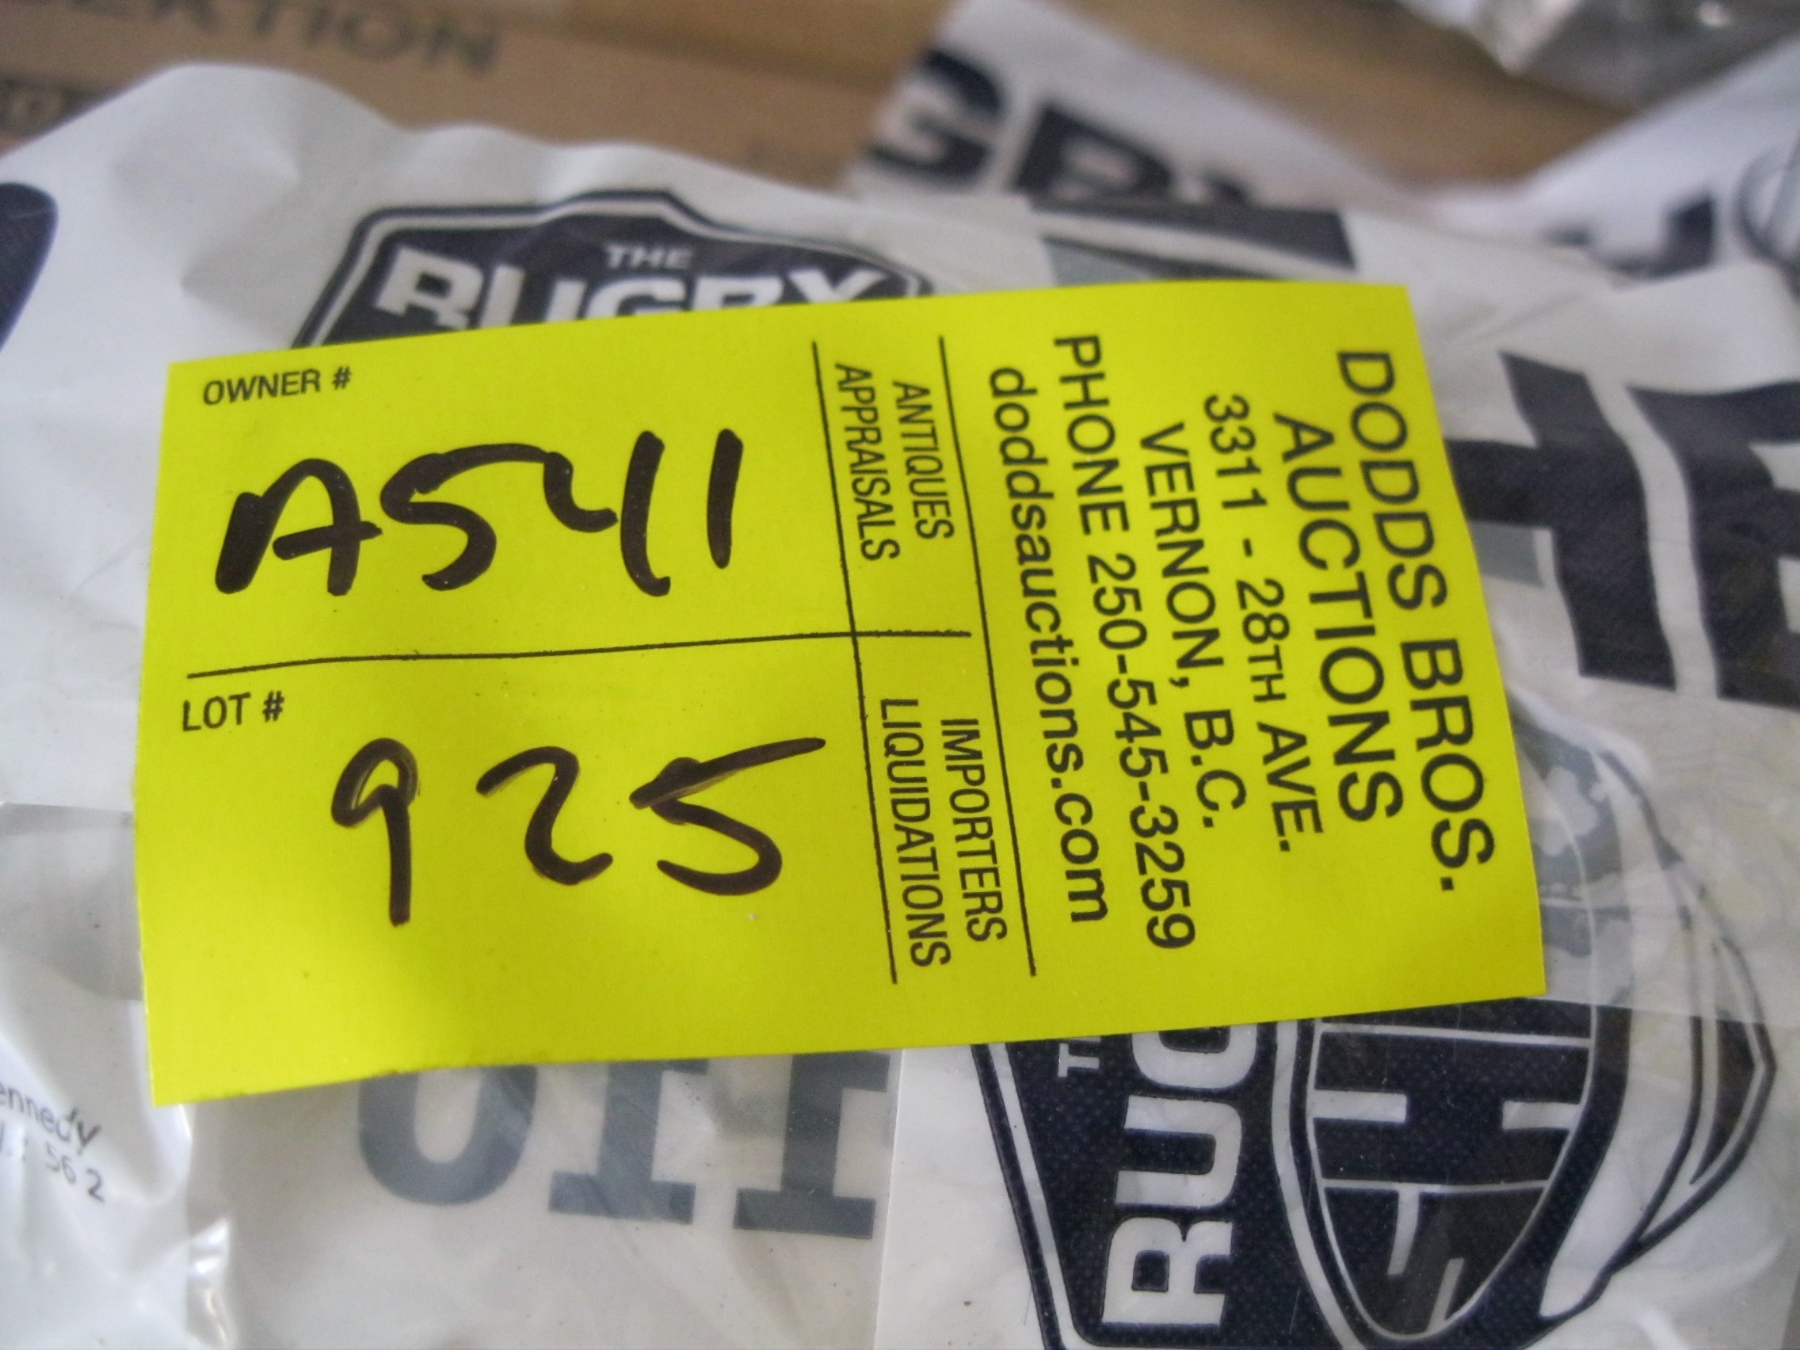 THE
RUGBY
OWNER #
A541
LOT #
925
ANTIQUES
APPRAISALS
IMPORTERS
LIQUIDATIONS
DODDS BROS.
AUCTIONS
3311 - 28TH AVE.
VERNON, B.C.
PHONE 250-545-3259
doddsauctions.com
562